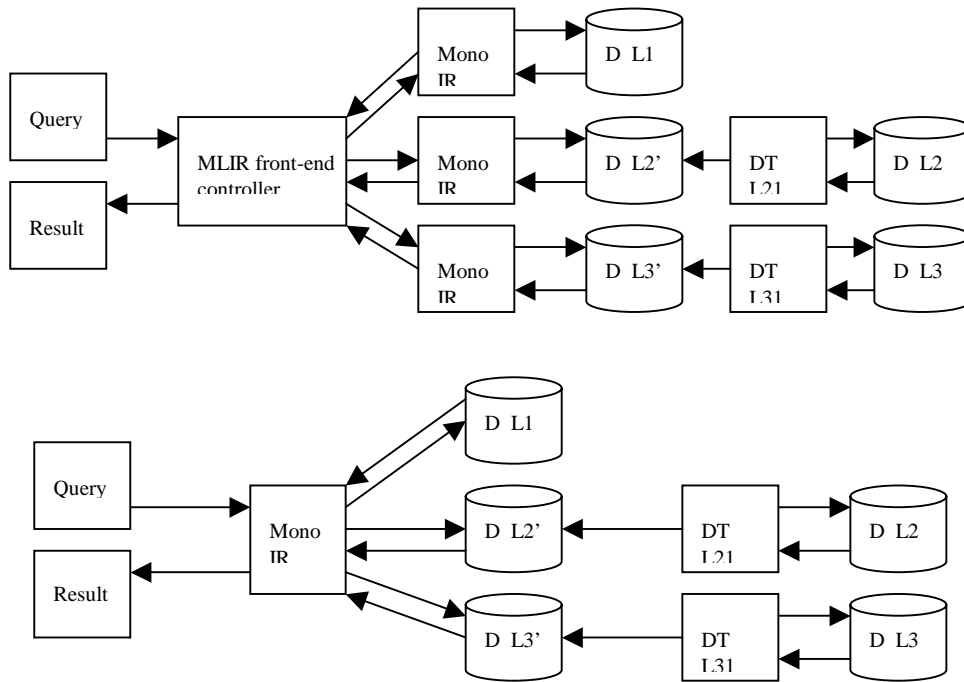 Query
Result
MLIR front-end
controller
Mono
IR
D L1
Mono
IR
D L2’
DT
L21
D L2
Mono
IR
D L3’
DT
L31
D L3
Query
Result
Mono
IR
D L1
D L2’
DT
L21
D L2
D L3’
DT
L31
D L3